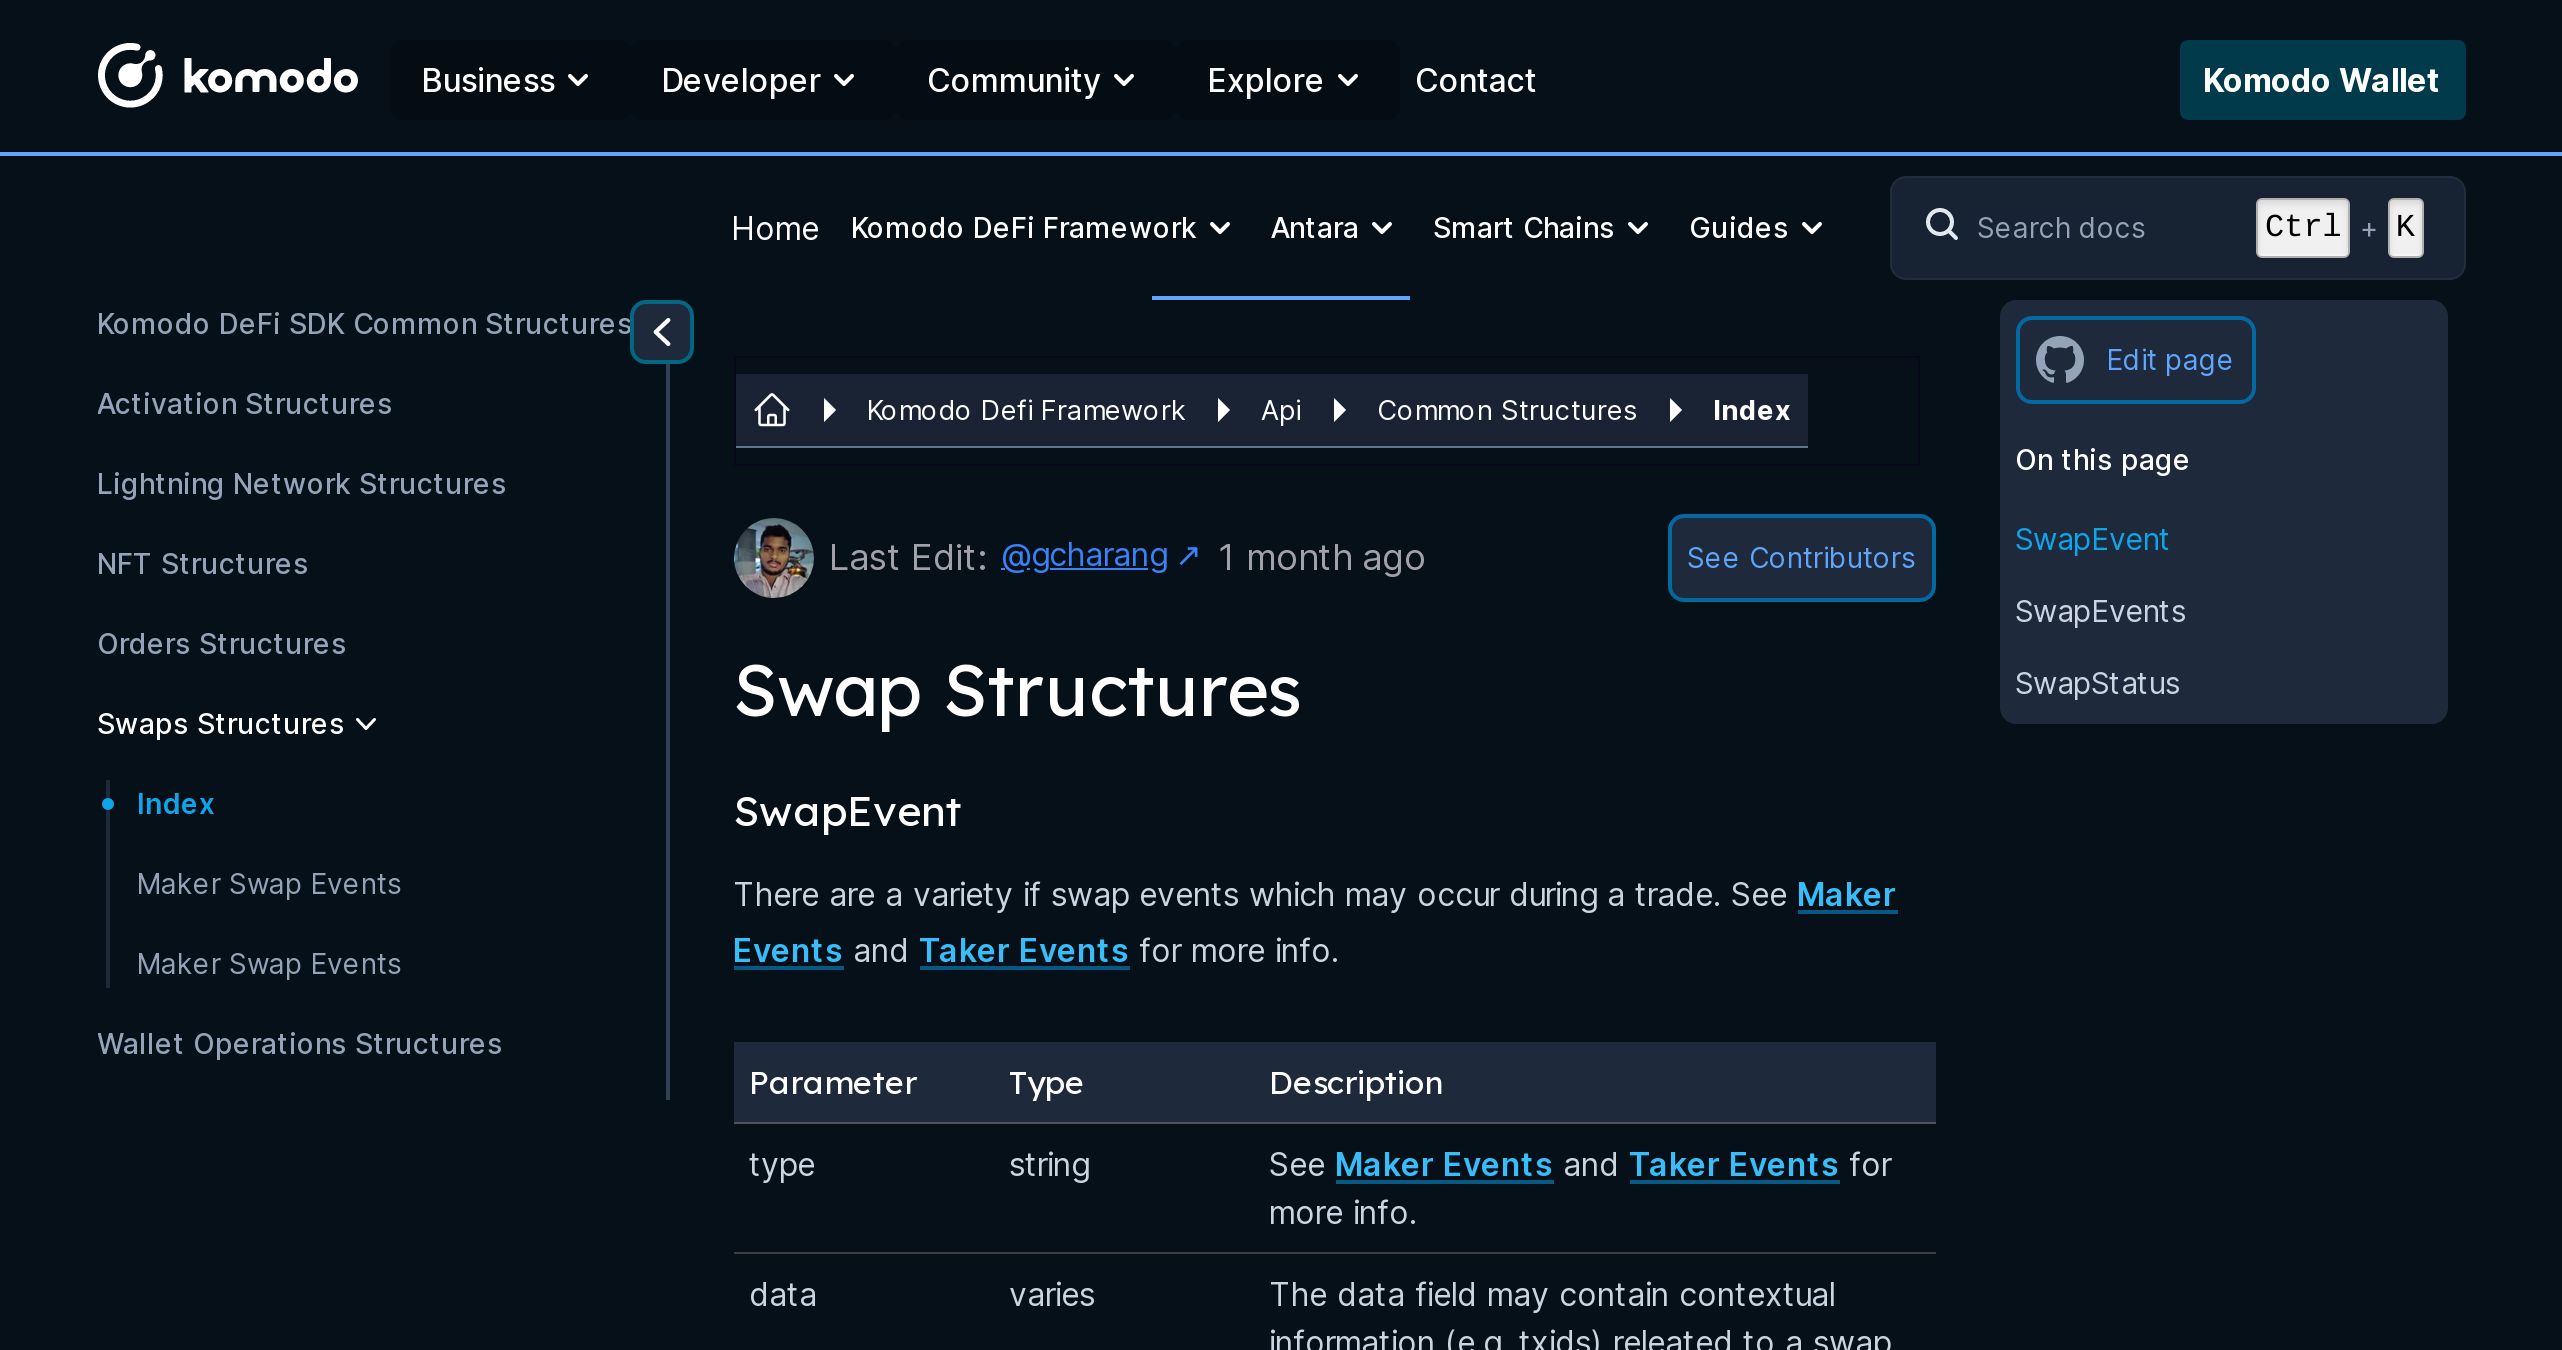 komodo
Business
Developer
Community
Explore
Contact
Komodo Wallet
Home
Komodo DeFi Framework
Antara
Smart Chains
Guides
Search docs
Ctrl + K
Komodo DeFi SDK Common Structures
Activation Structures
Lightning Network Structures
NFT Structures
Orders Structures
Swaps Structures
Index
Maker Swap Events
Maker Swap Events
Wallet Operations Structures
Komodo Defi Framework
Api
Common Structures
Index
Last Edit: @gcharang ↗ 1 month ago
See Contributors
Swap Structures
SwapEvent
There are a variety if swap events which may occur during a trade. See Maker
Events and Taker Events for more info.
Parameter Type Description
type string See Maker Events and Taker Events for
more info.
data varies The data field may contain contextual
information (e.g. txids) releated to a swap
Edit page
On this page
SwapEvent
SwapEvents
SwapStatus